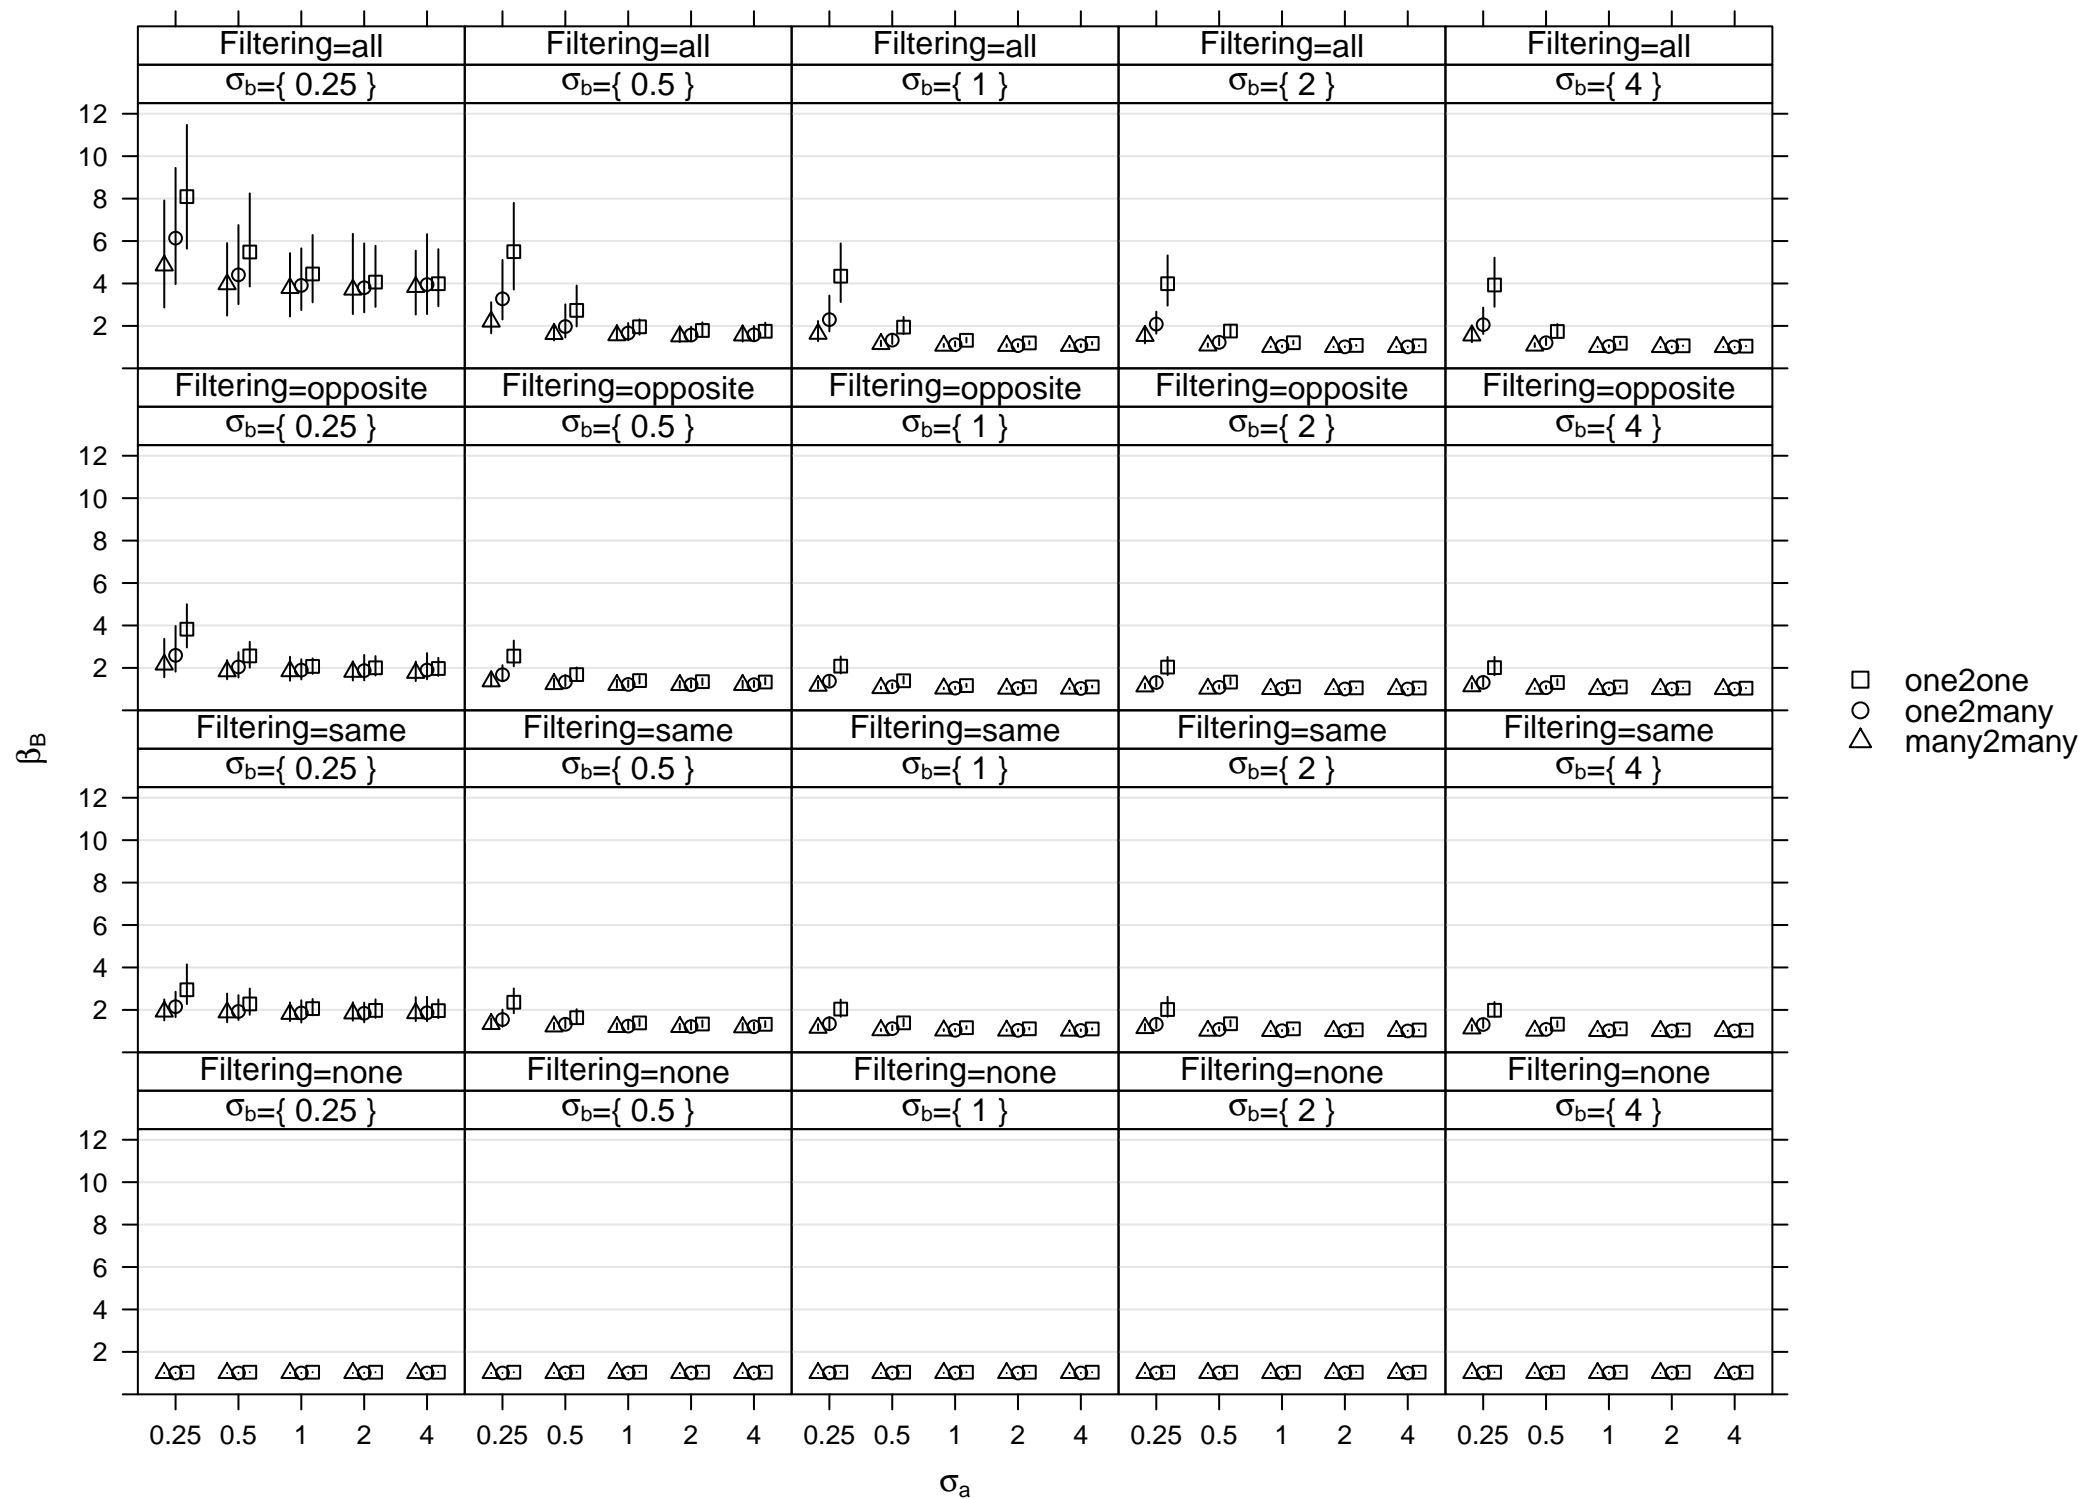 Filtering=all Filtering=all Filtering=all Filtering=all Filtering=all
σb={ 0.25 } σb={ 0.5 } σb={ 1 } σb={ 2 } σb={ 4 }
12
10
8
6
4
2
Filtering=opposite Filtering=opposite Filtering=opposite Filtering=opposite Filtering=opposite
σb={ 0.25 } σb={ 0.5 } σb={ 1 } σb={ 2 } σb={ 4 }
12
10
8
6
4
2
Filtering=same Filtering=same Filtering=same Filtering=same Filtering=same
σb={ 0.25 } σb={ 0.5 } σb={ 1 } σb={ 2 } σb={ 4 }
12
10
8
6
4
2
Filtering=none Filtering=none Filtering=none Filtering=none Filtering=none
σb={ 0.25 } σb={ 0.5 } σb={ 1 } σb={ 2 } σb={ 4 }
12
10
8
6
4
2
0.25 0.5 1 2 4 0.25 0.5 1 2 4 0.25 0.5 1 2 4 0.25 0.5 1 2 4 0.25 0.5 1 2 4
σa
βB
one2one
one2many
many2many